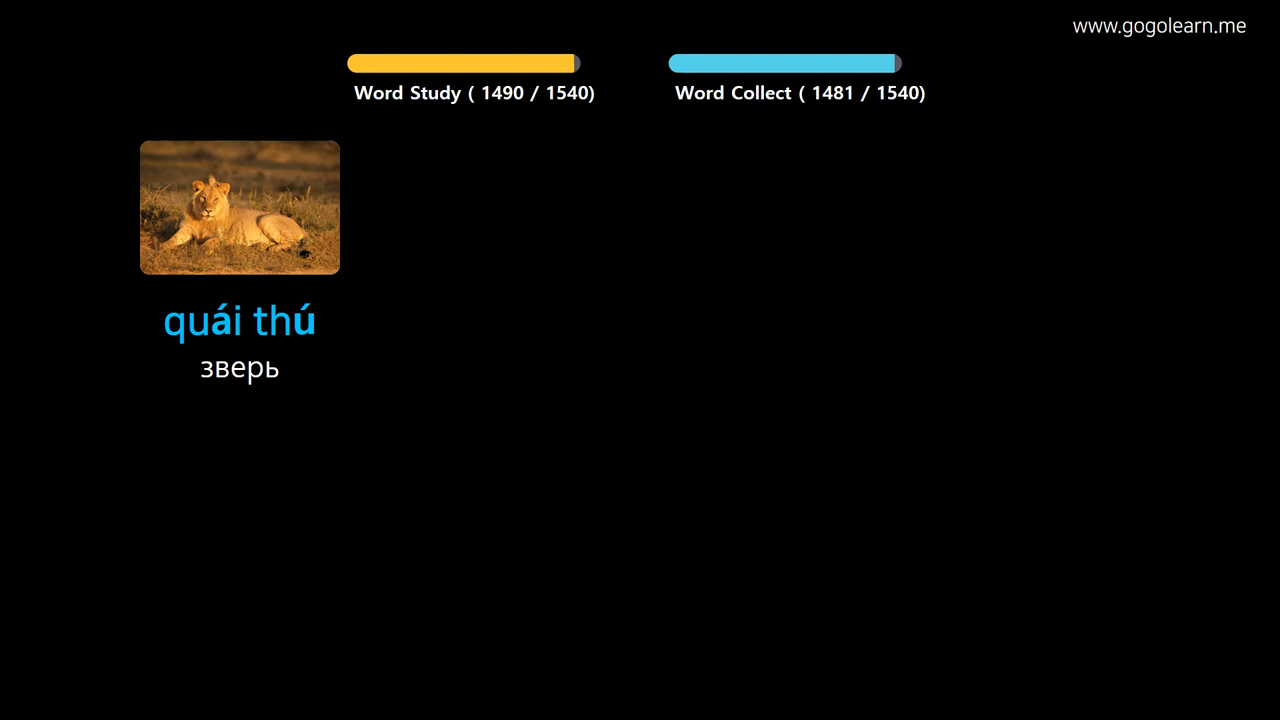 www.gogolearn.me
Word Study ( 1490 / 1540)
Word Collect ( 1481 / 1540)
quái thú
зверь